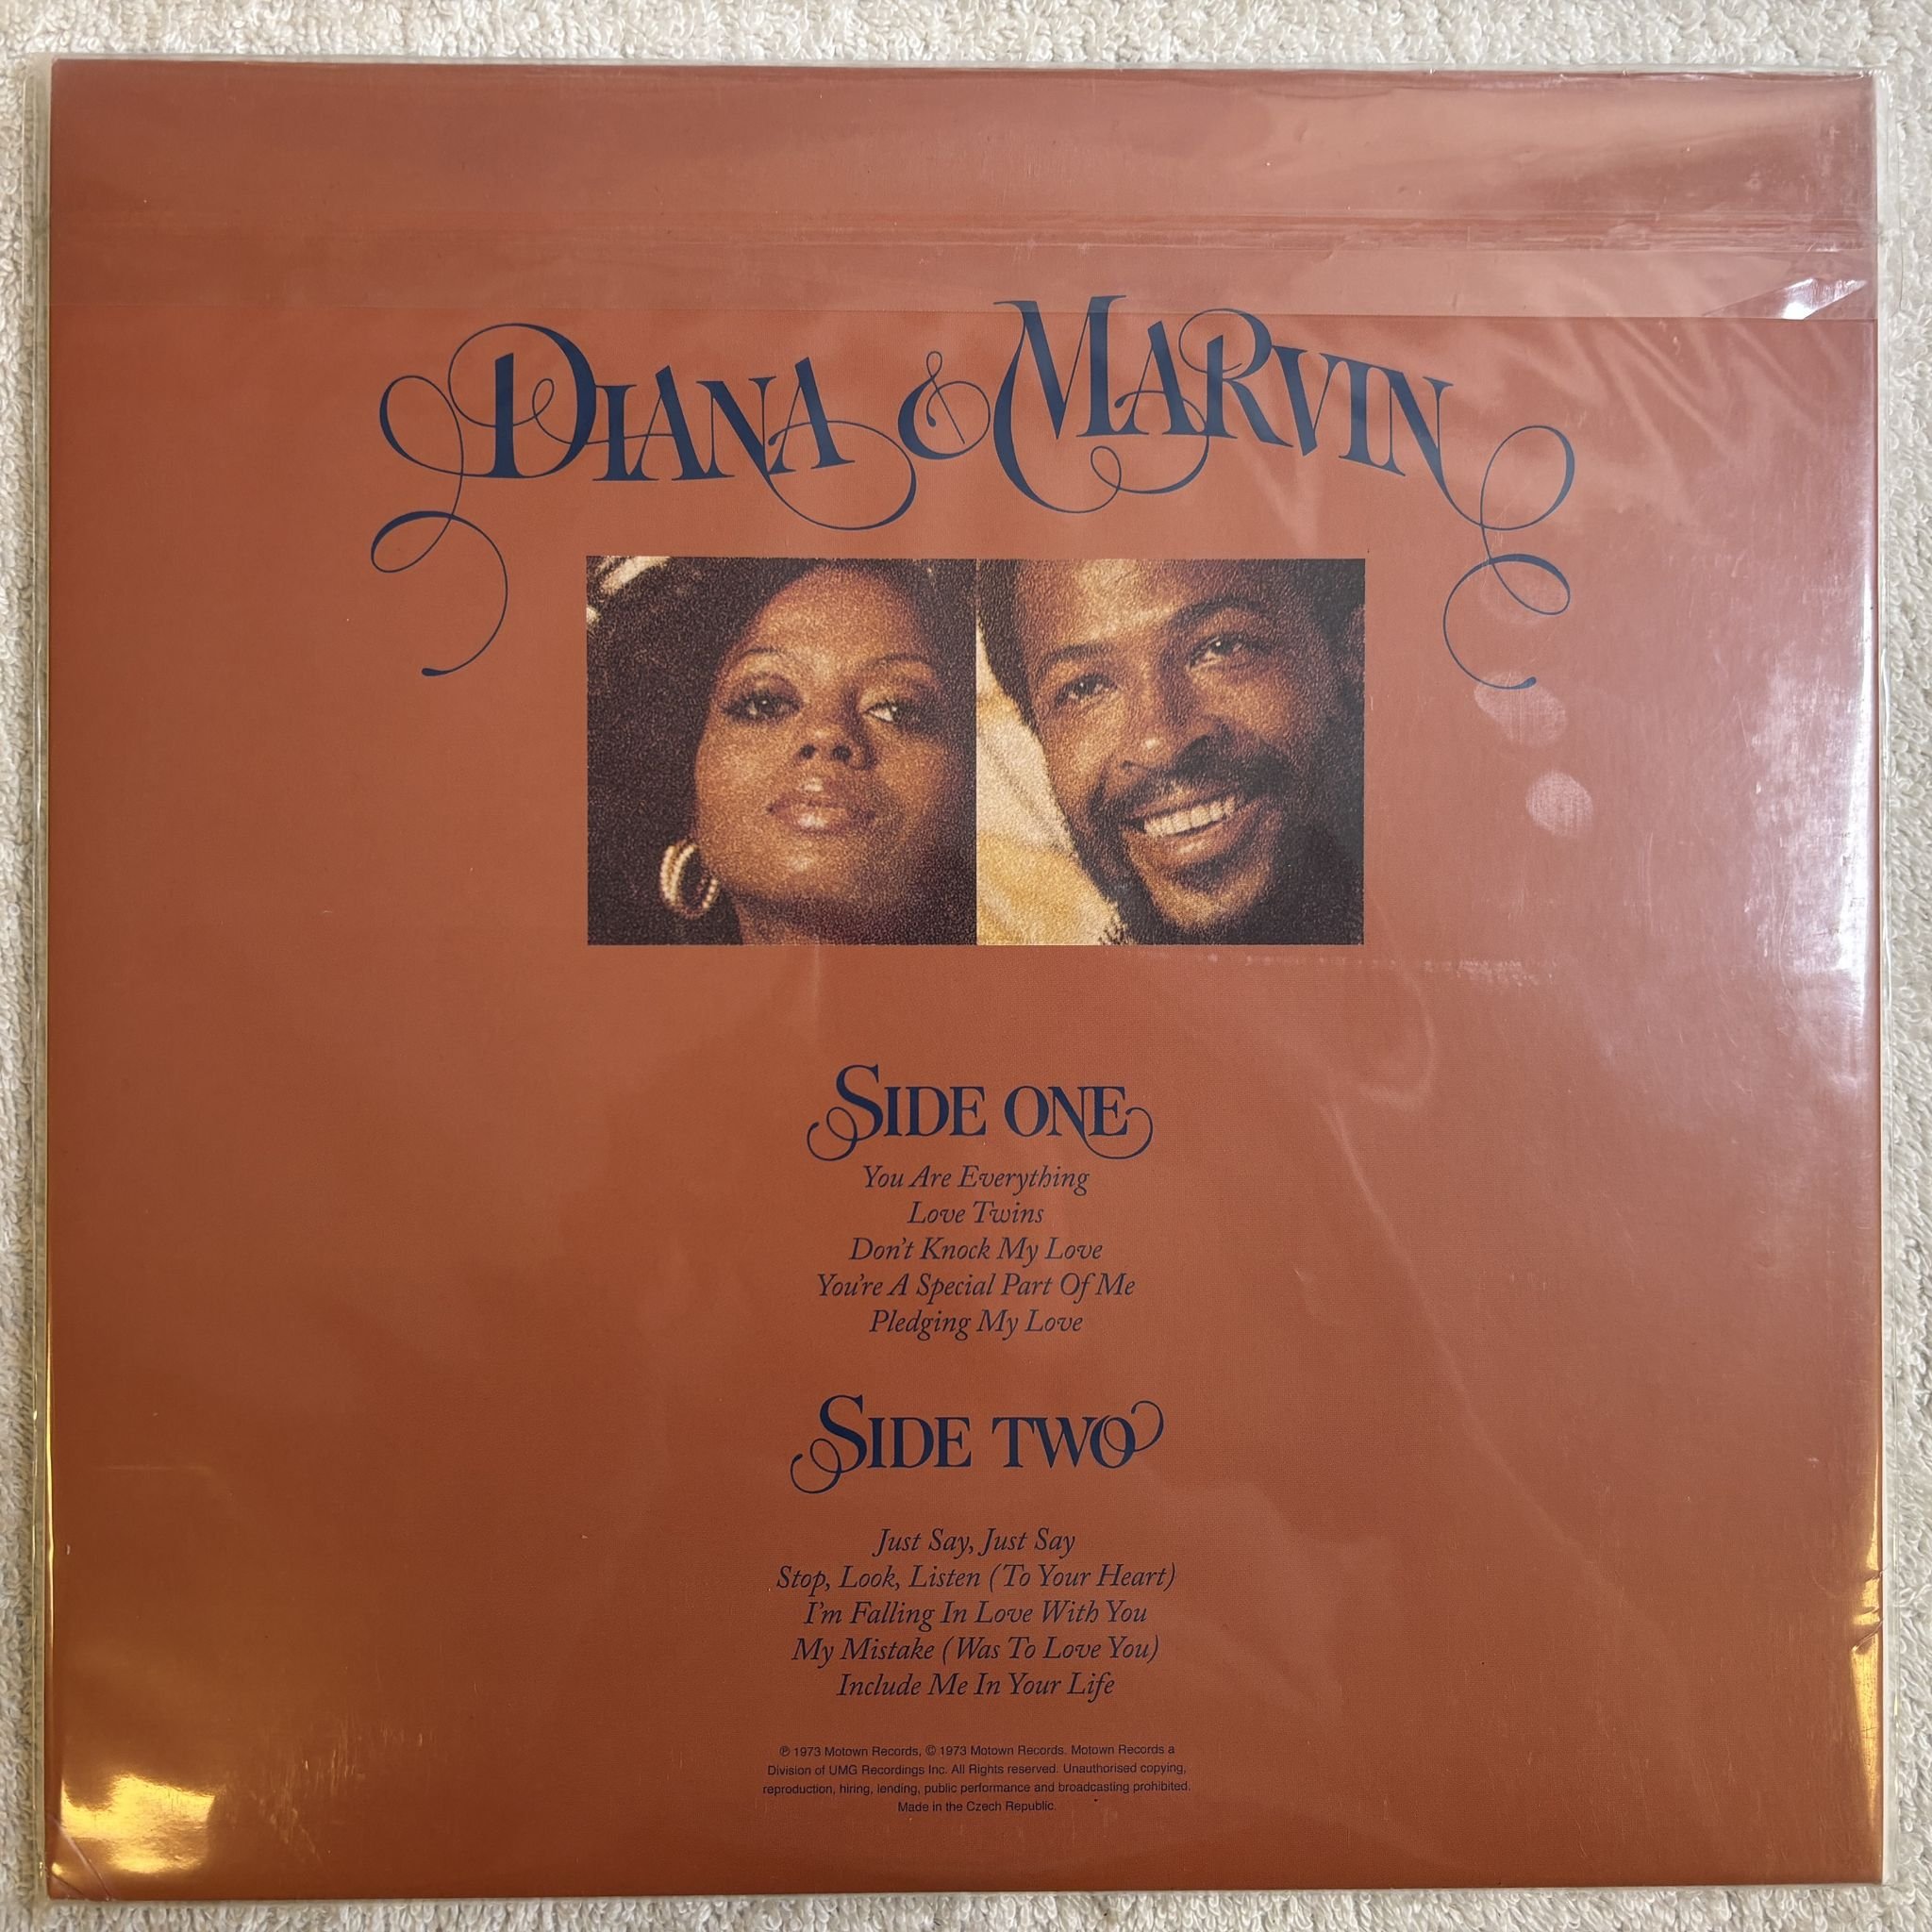 DIANA & MARVIN
SIDE ONE
You Are Everything
Love Twins
Don't Knock My Love
You're A Special Part Of Me
Pledging My Love
SIDE TWO
Just Say, Just Say
Stop, Look, Listen (To Your Heart)
I'm Falling In Love With You
My Mistake (Was To Love You)
Include Me In Your Life
℗ 1973 Motown Records, © 1973 Motown Records. Motown Records a
Division of UMG Recordings Inc. All Rights reserved. Unauthorised copying,
reproduction, hiring, lending, public performance and broadcasting prohibited.
Made in the Czech Republic.